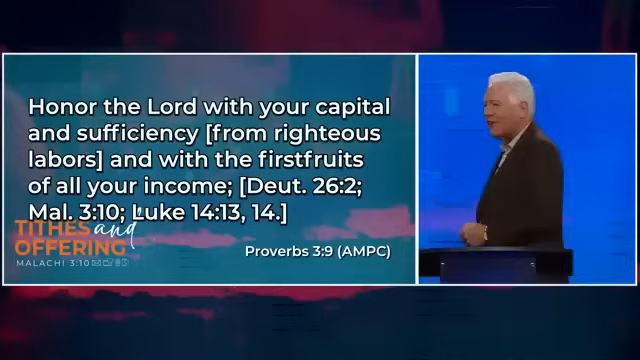 Honor the Lord with your capital
and sufficiency [from righteous
labors] and with the firstfruits
of all your income; [Deut. 26:2;
Mal. 3:10; Luke 14:13, 14.]
TITHES and
OFFERING
MALACHI 3:10
Proverbs 3:9 (AMPC)